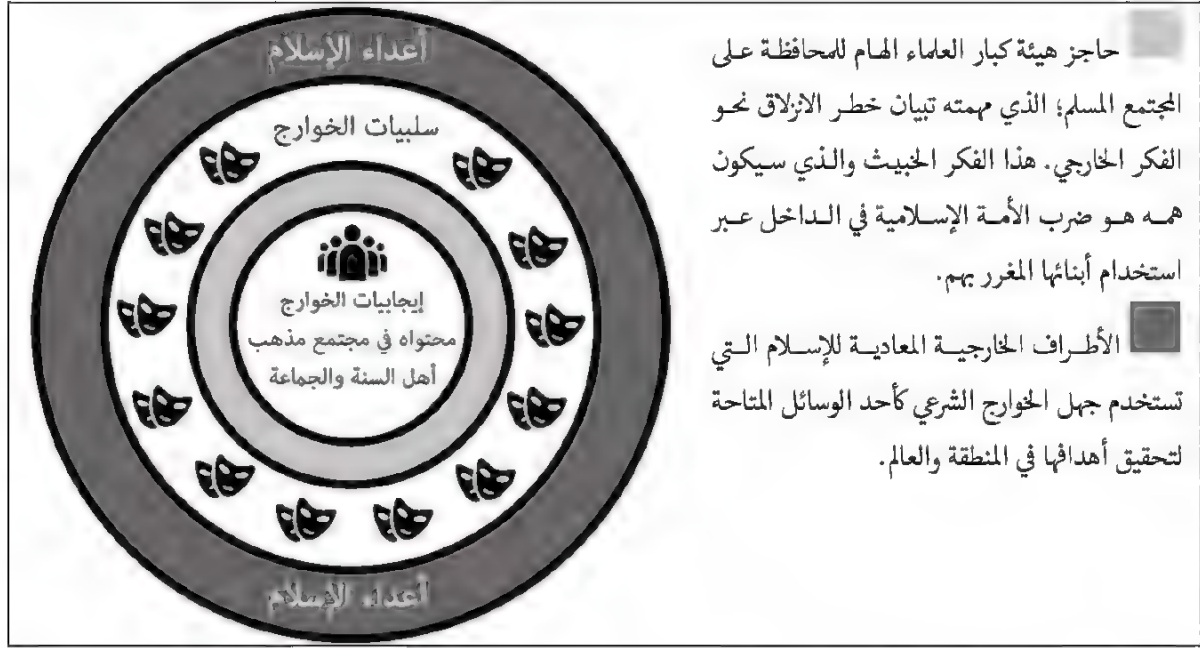 حاجز هيئة كبار العلماء الهام للمحافظة على
المجتمع المسلم؛ الذي مهمته تبيان خطر الانزلاق نحو
الفكر الخارجي. هذا الفكر الخبيث والذي سيكون
همه هو ضرب الأمة الإسلامية في الداخل عبر
استخدام أبنائها المغرر بهم.
الأطراف الخارجية المعادية للإسلام التي
تستخدم جهل الخوارج الشرعي كأحد الوسائل المتاحة
لتحقيق أهدافها في المنطقة والعالم.
أعداء الإسلام
سلبيات الخوارج
إيجابيات الخوارج
محتواه في مجتمع مذهب
أهل السنة والجماعة
أعداء الإسلام